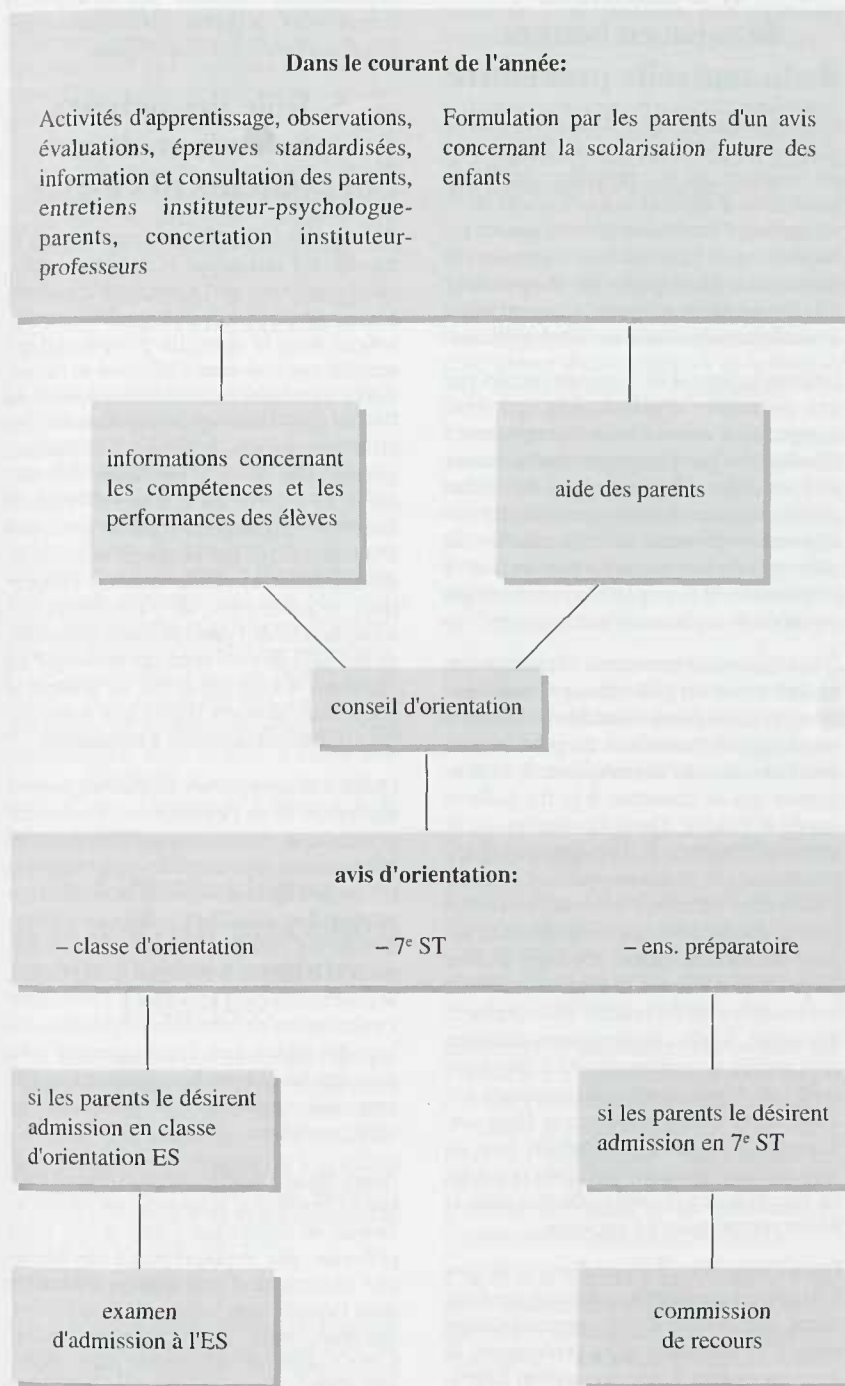 Dans le courant de l'année:
Activités d'apprentissage, observations,
évaluations, épreuves standardisées,
information et consultation des parents,
entretiens instituteur-psychologue-
parents, concertation instituteur-
professeurs
Formulation par les parents d'un avis
concernant la scolarisation future des
enfants
informations concernant
les compétences et les
performances des élèves
aide des parents
conseil d'orientation
avis d'orientation:
– classe d'orientation
– 7e ST
– ens. préparatoire
si les parents le désirent
admission en classe
d'orientation ES
si les parents le désirent
admission en 7e ST
examen
d'admission à l'ES
commission
de recours